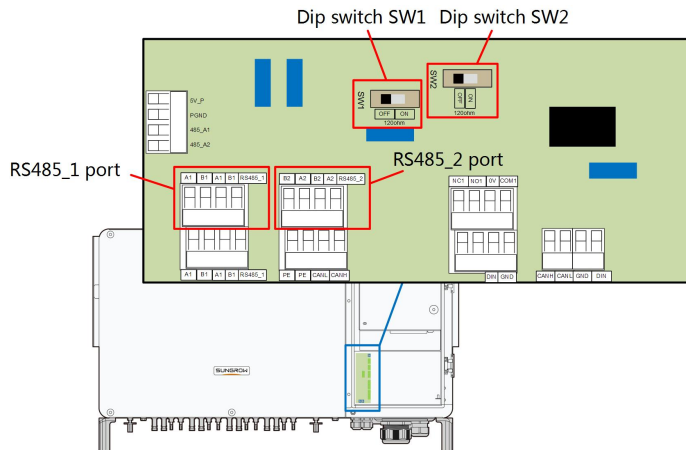 Dip switch SW1 Dip switch SW2
SW2
OFF ON
120ohm
SW1
OFF ON
120ohm
5V_P
PGND
485_A1
485_A2
RS485_1 port
RS485_2 port
A1 B1 A1 B1 RS485_1
B2 A2 B2 A2 RS485_2
NC1 NO1 0V COM1
A1 B1 A1 B1 RS485_1
PE PE CANL CANH
DIN GND
CANH CANL GND DIN
SUNGROW